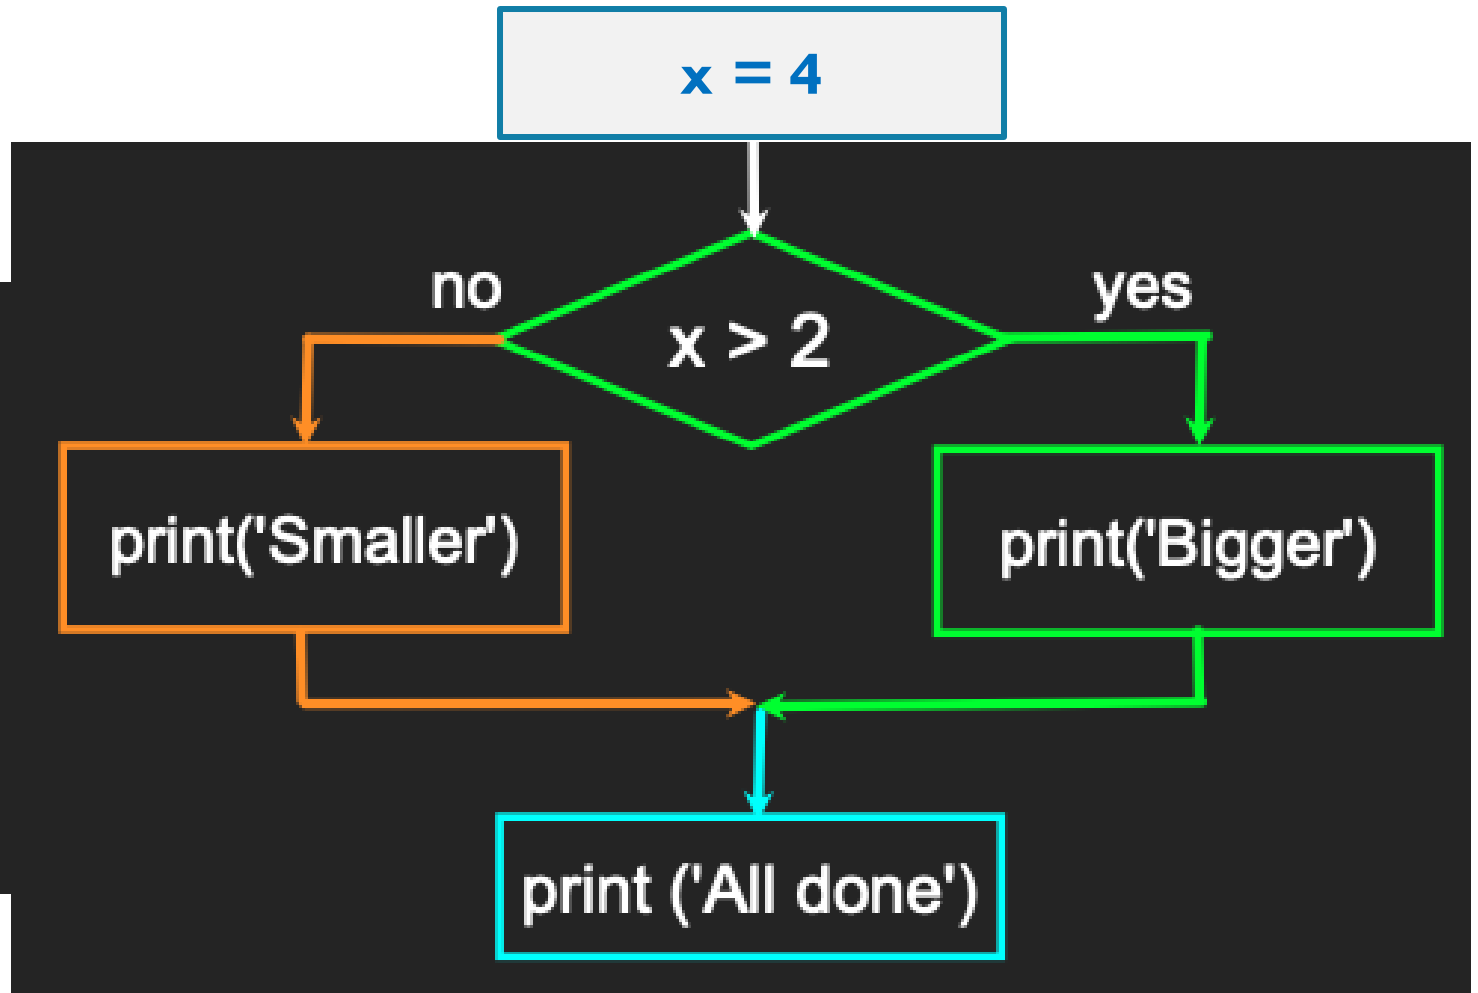 x = 4
no
yes
x > 2
print('Smaller')
print('Bigger')
print ('All done')